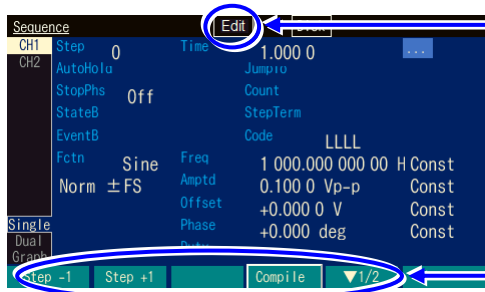 Sequence Edit
CH1 Step 0 Time 1.000 0 ...
CH2 AutoHold JumpTo
StopPhs Off Count
StateB StepTerm
EventB Code LLLL
Fctn Sine Freq 1 000.000 000 00 H Const
Norm ±FS Amptd 0.100 0 Vp-p Const
Offset +0.000 0 V Const
Single Phase +0.000 deg Const
Dual
Graph
Step -1 Step +1 Compile ▼1/2